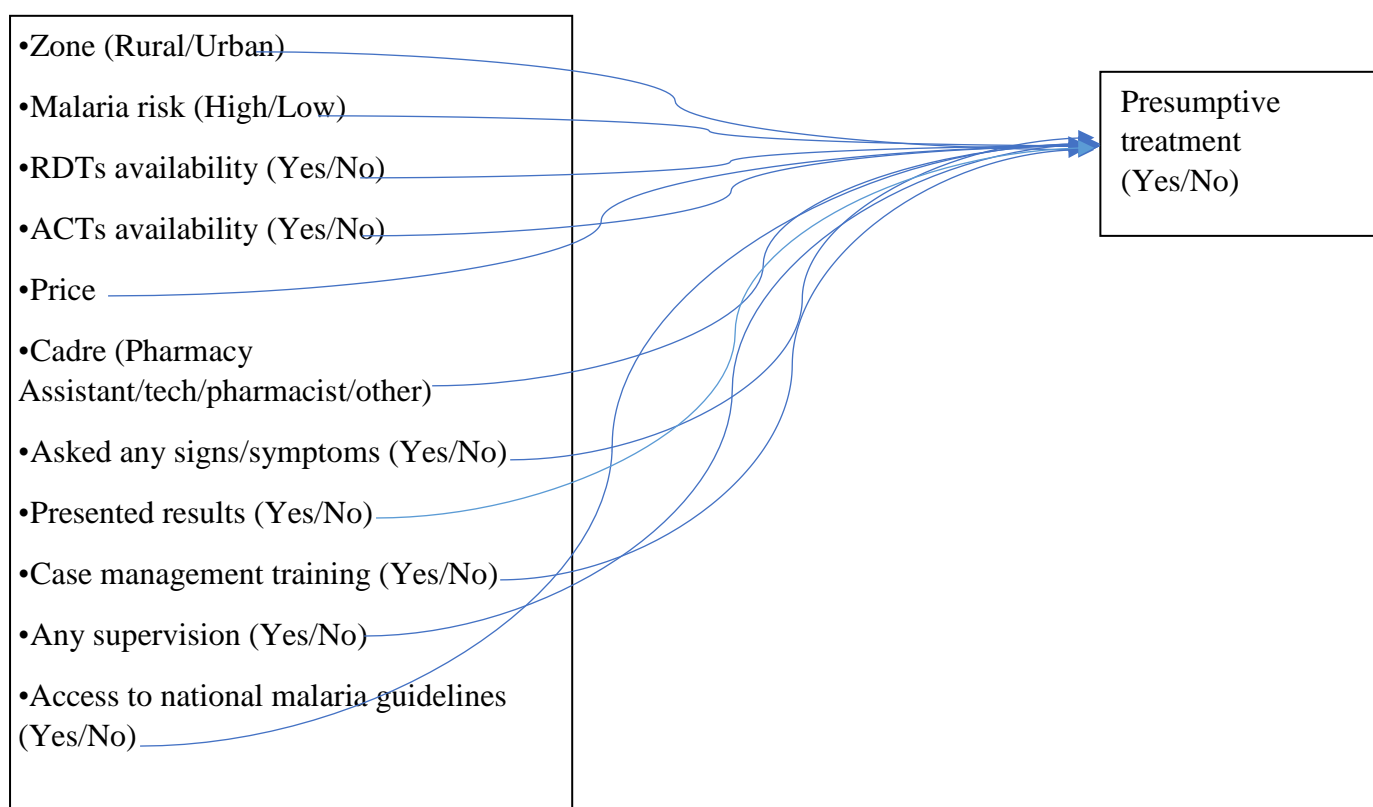 •Zone (Rural/Urban)
•Malaria risk (High/Low)
•RDTs availability (Yes/No)
•ACTs availability (Yes/No)
•Price
•Cadre (Pharmacy
Assistant/tech/pharmacist/other)
•Asked any signs/symptoms (Yes/No)
•Presented results (Yes/No)
•Case management training (Yes/No)
•Any supervision (Yes/No)
•Access to national malaria guidelines
(Yes/No)
Presumptive
treatment
(Yes/No)